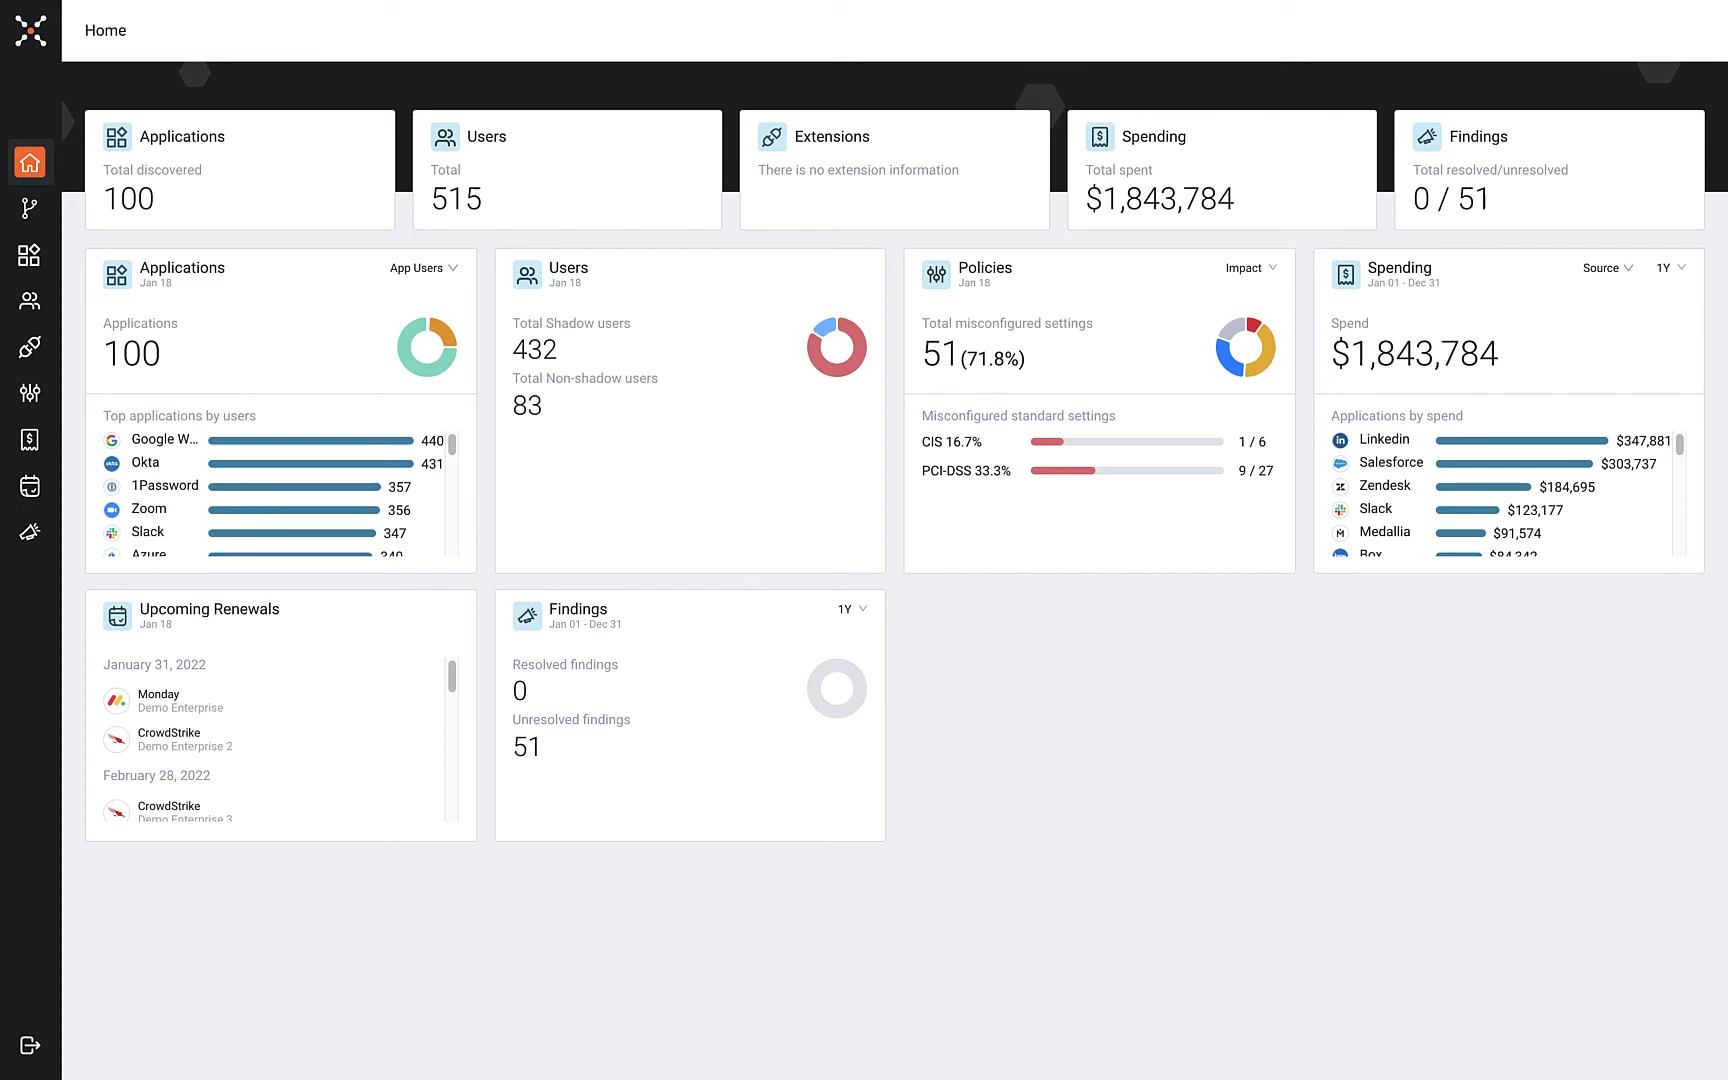 Home
Applications
Total discovered
100
Users
Total
515
Extensions
There is no extension information
Spending
Total spent
$1,843,784
Findings
Total resolved/unresolved
0 / 51
Applications
Jan 18
App Users
Applications
100
Top applications by users
Google W... 440
Okta 431
1Password 357
Zoom 356
Slack 347
Azure 340
Users
Jan 18
Total Shadow users
432
Total Non-shadow users
83
Policies
Jan 18
Impact
Total misconfigured settings
51(71.8%)
Misconfigured standard settings
CIS 16.7% 1 / 6
PCI-DSS 33.3% 9 / 27
Spending
Jan 01 - Dec 31
Source 1Y
Spend
$1,843,784
Applications by spend
Linkedin $347,881
Salesforce $303,737
Zendesk $184,695
Slack $123,177
Medallia $91,574
Box $84,342
Upcoming Renewals
Jan 18
January 31, 2022
Monday
Demo Enterprise
CrowdStrike
Demo Enterprise 2
February 28, 2022
CrowdStrike
Demo Enterprise 3
Findings
Jan 01 - Dec 31
1Y
Resolved findings
0
Unresolved findings
51